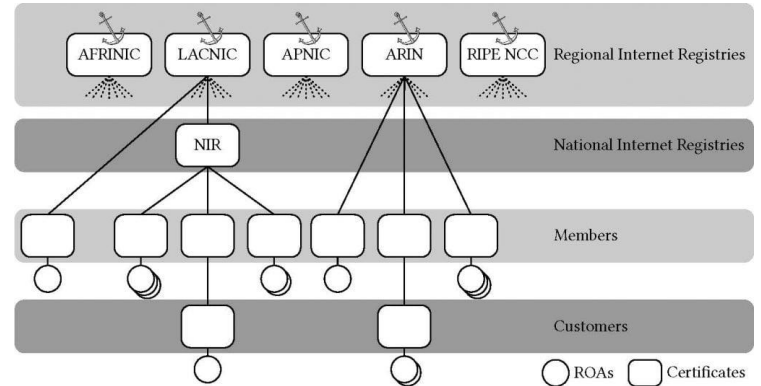 AFRINIC LACNIC APNIC ARIN RIPE NCC Regional Internet Registries
NIR National Internet Registries
Members
Customers
ROAs Certificates